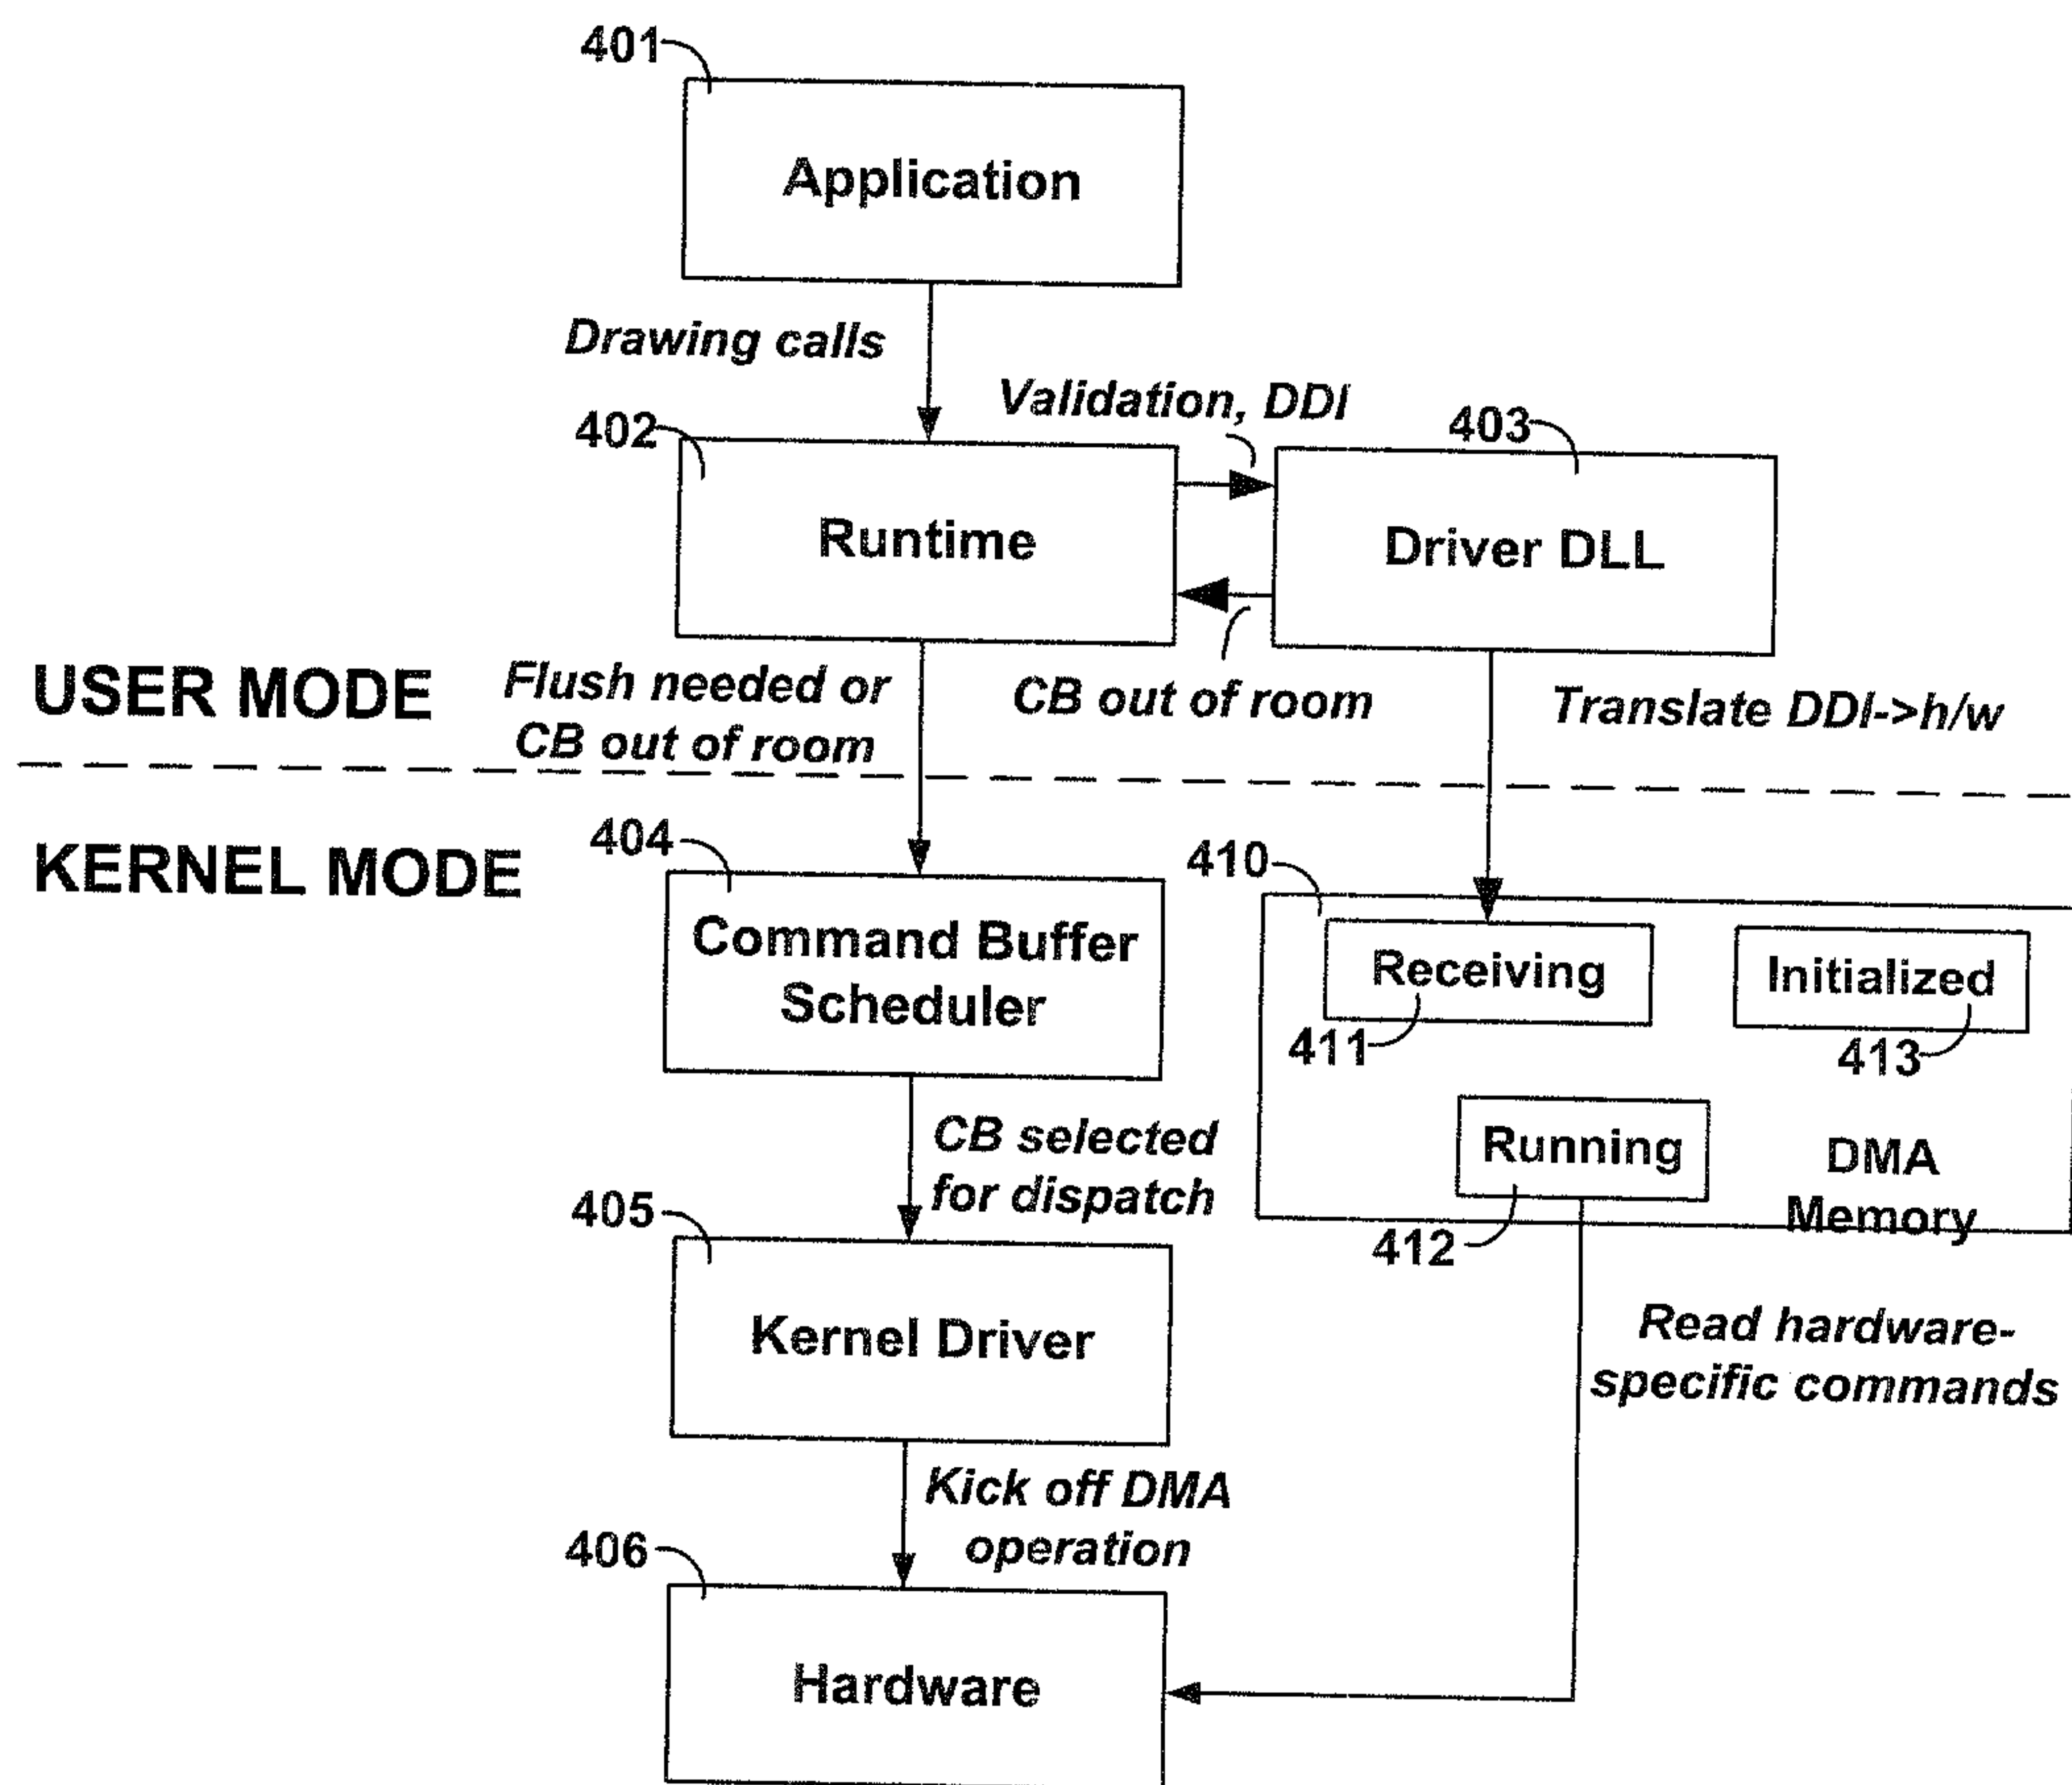 401
Application
Drawing calls
Validation, DDI
402
403
Runtime
Driver DLL
USER MODE
Flush needed or
CB out of room
CB out of room
Translate DDI->h/w
KERNEL MODE
404
410
Command Buffer
Scheduler
Receiving
Initialized
411
413
CB selected
for dispatch
Running
DMA
Memory
405
412
Kernel Driver
Read hardware-
specific commands
Kick off DMA
operation
406
Hardware